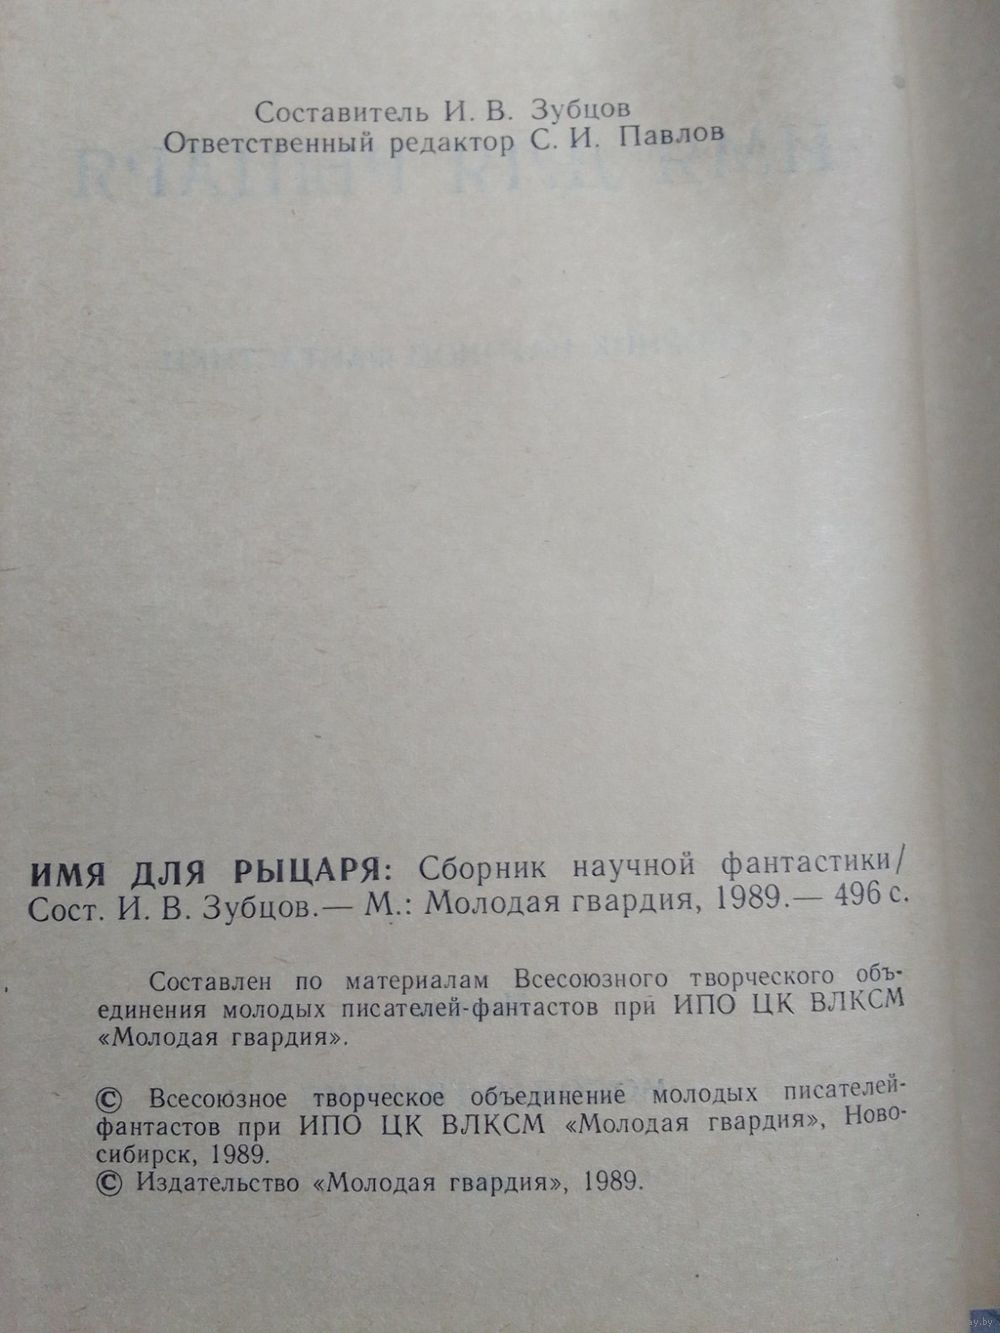 Составитель И. В. Зубцов
Ответственный редактор С. И. Павлов
ИМЯ ДЛЯ РЫЦАРЯ: Сборник научной фантастики/
Сост. И. В. Зубцов.— М.: Молодая гвардия, 1989.— 496 с.
Составлен по материалам Всесоюзного творческого объ-
единения молодых писателей-фантастов при ИПО ЦК ВЛКСМ
«Молодая гвардия».
© Всесоюзное творческое объединение молодых писателей-
фантастов при ИПО ЦК ВЛКСМ «Молодая гвардия», Ново-
сибирск, 1989.
© Издательство «Молодая гвардия», 1989.
ay.by